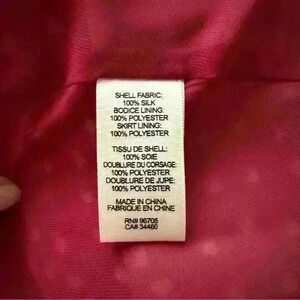 SHELL FABRIC:
100% SILK
BODICE LINING:
100% POLYESTER
SKIRT LINING:
100% POLYESTER
TISSU DE SHELL:
100% SOIE
DOUBLURE DU CORSAGE:
100% POLYESTER
DOUBLURE DE JUPE:
100% POLYESTER
MADE IN CHINA
FABRIQUE EN CHINE
RN# 96705
CA# 34460